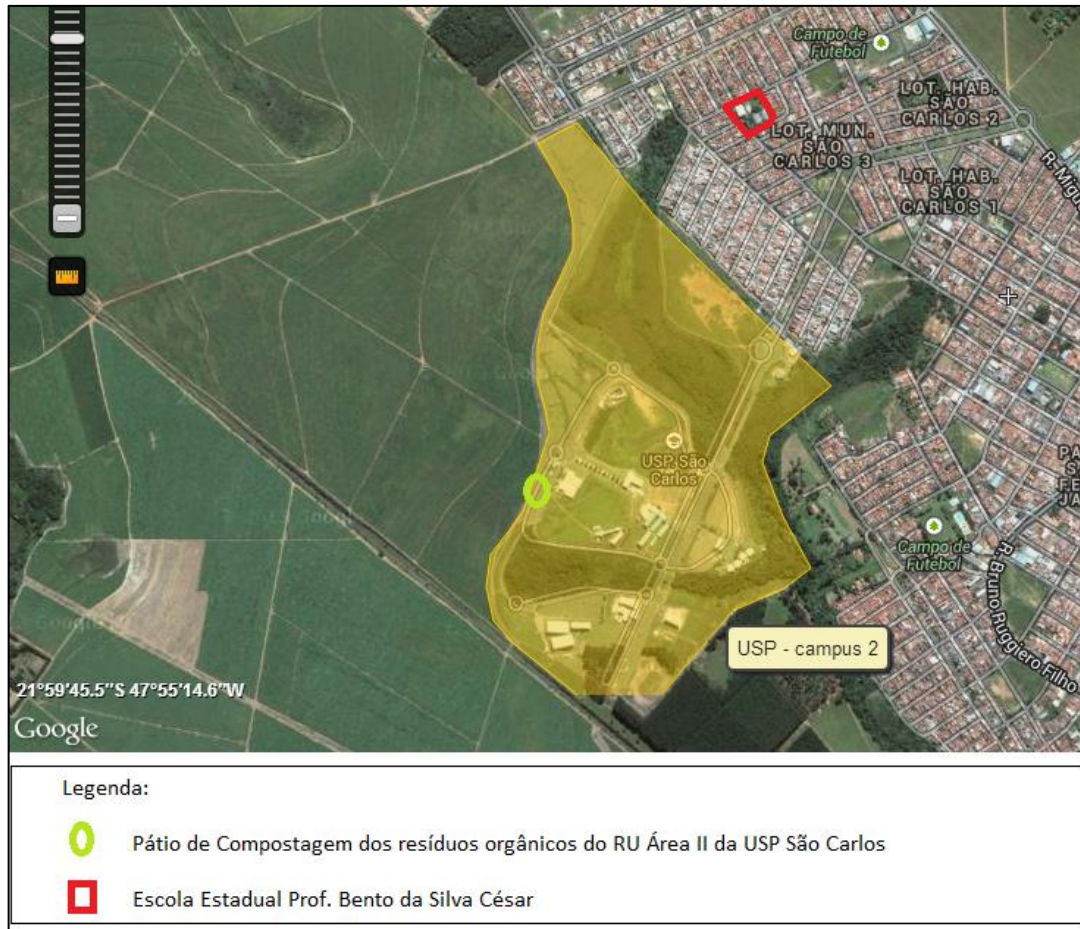 Campo de
Futebol
LOT. HAB.
SÃO
CARLOS 2
LOT. MUN.
SÃO
CARLOS 3
LOT. HAB.
SÃO
CARLOS 1
USP São
Carlos
Campo de
Futebol
R. Bruno Ruggiero Filho
USP - campus 2
21°59'45.5"S 47°55'14.6"W
Google
Legenda:
Pátio de Compostagem dos resíduos orgânicos do RU Área II da USP São Carlos
Escola Estadual Prof. Bento da Silva César